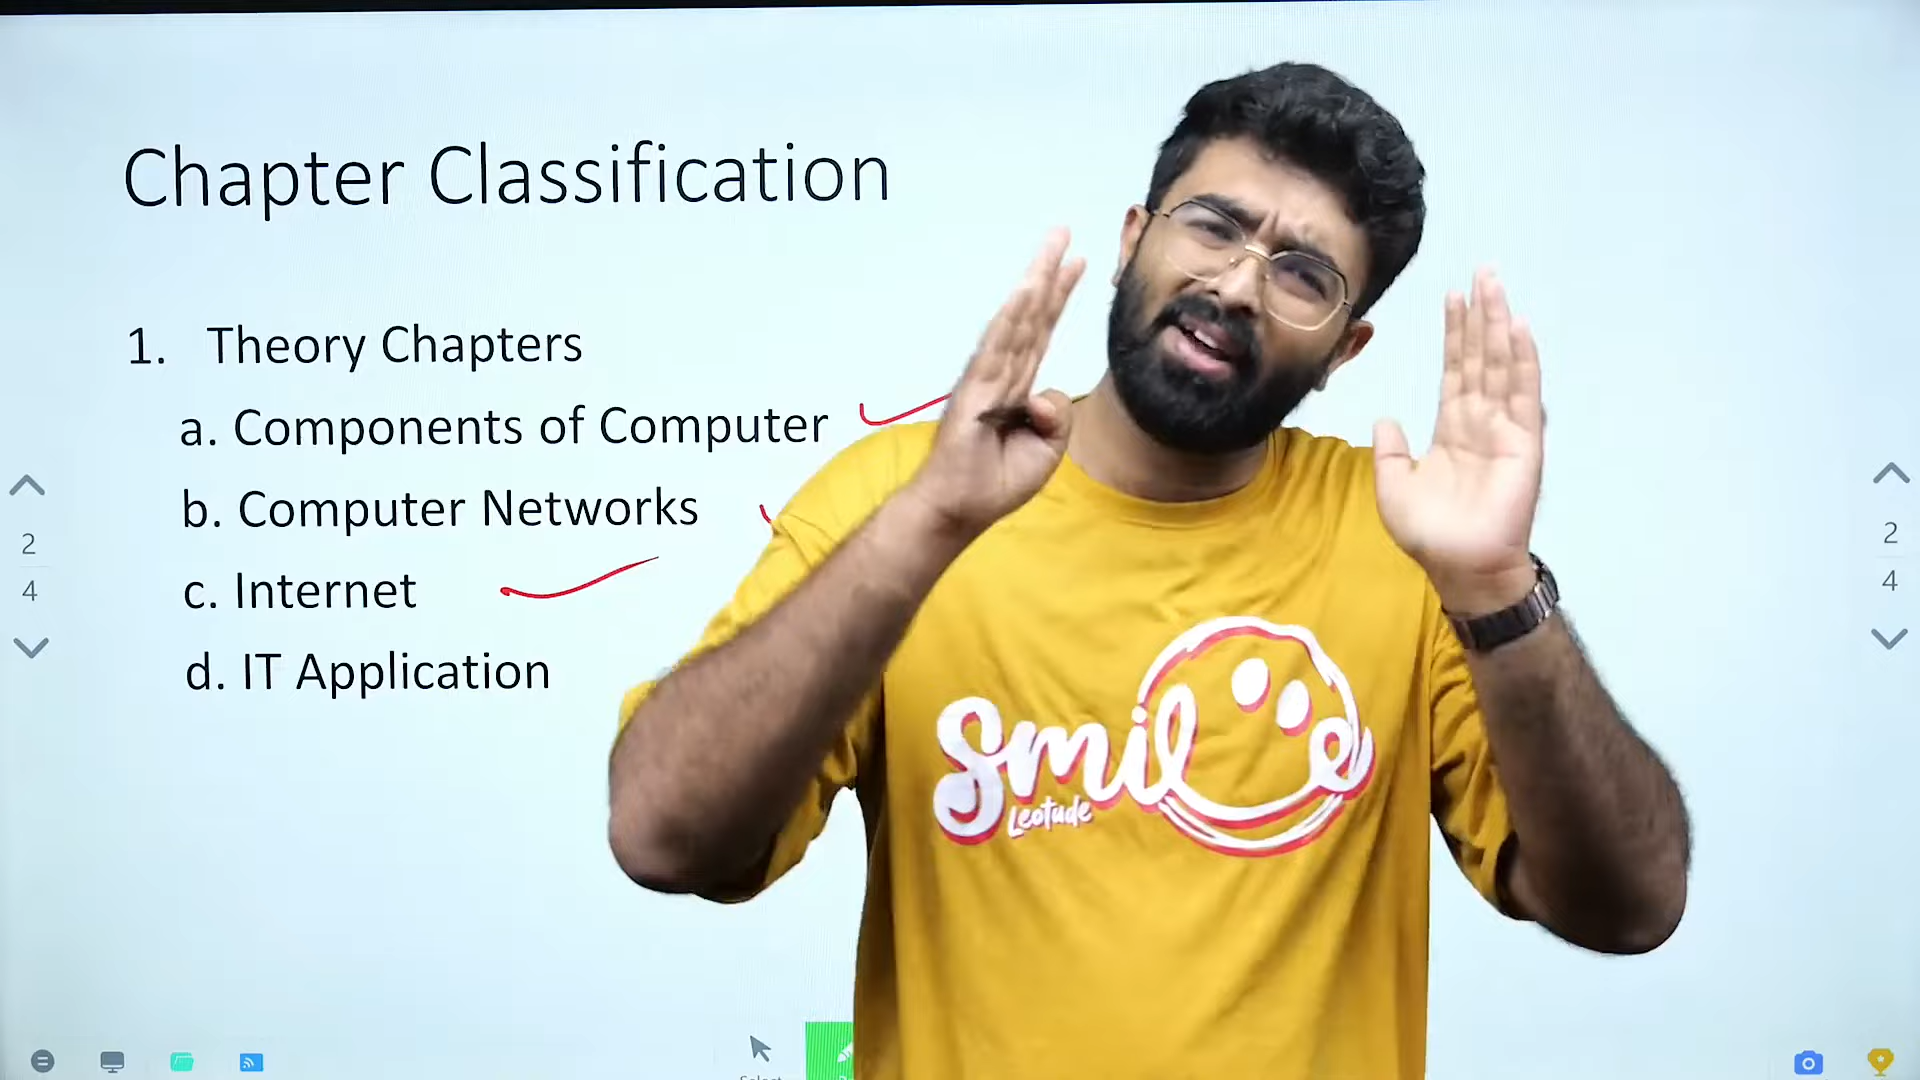 Chapter Classification
1. Theory Chapters
a. Components of Computer
b. Computer Networks
c. Internet
d. IT Application
2
4
2
4
Smile
Leotude
Select